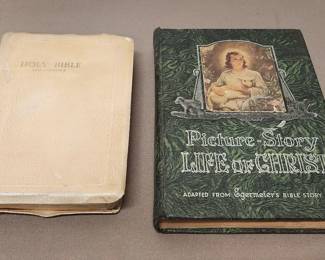 HOLY BIBLE
Picture-Story
LIFE of CHRIST
ADAPTED FROM Egermeier's BIBLE STORY